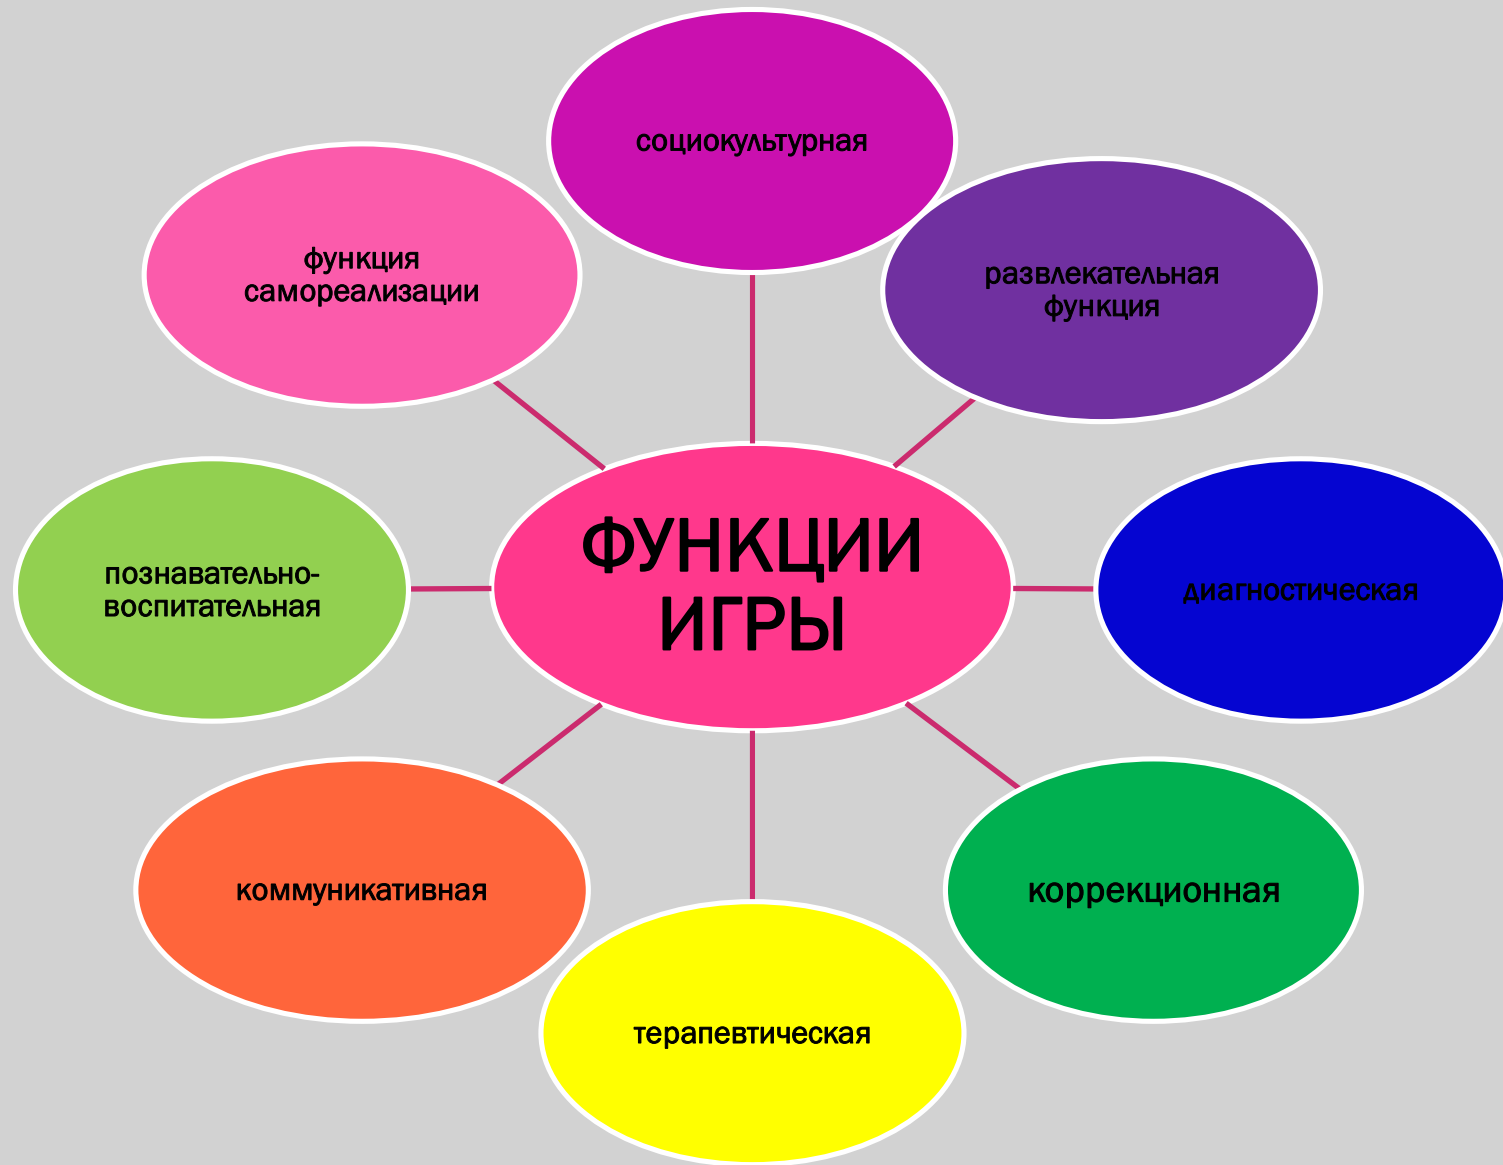 социокультурная
функция
самореализации
развлекательная
функция
ФУНКЦИИ
ИГРЫ
познавательно-
воспитательная
диагностическая
коммуникативная
коррекционная
терапевтическая